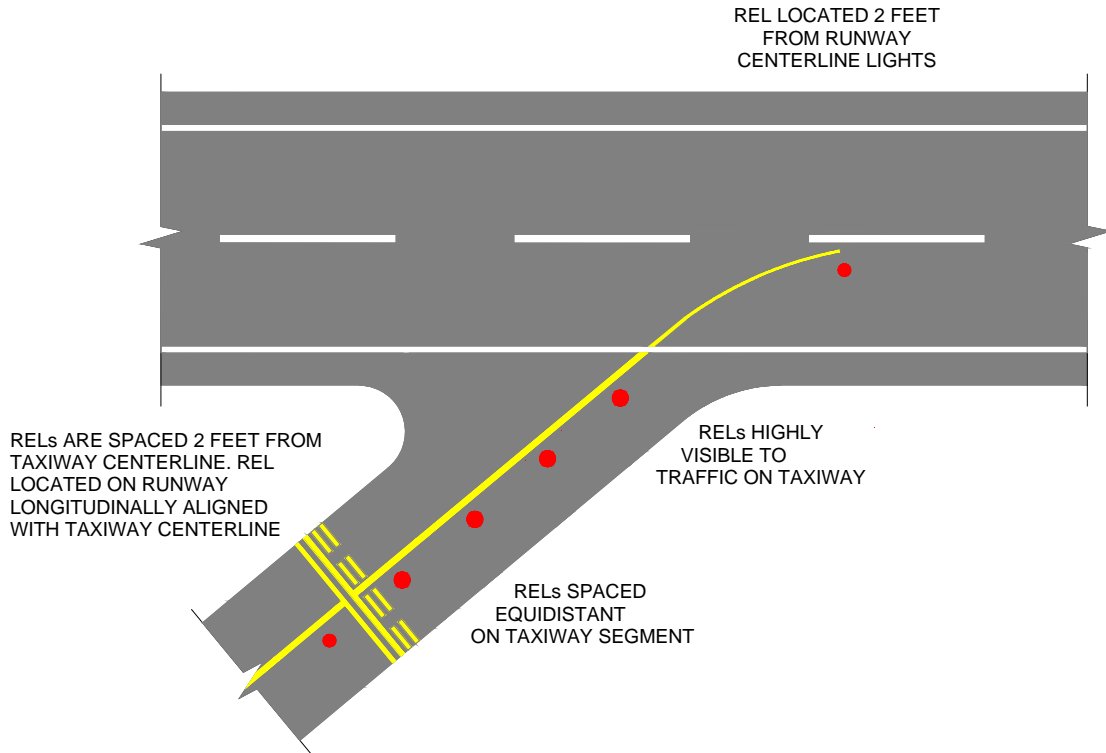 REL LOCATED 2 FEET
FROM RUNWAY
CENTERLINE LIGHTS
RELs ARE SPACED 2 FEET FROM
TAXIWAY CENTERLINE. REL
LOCATED ON RUNWAY
LONGITUDINALLY ALIGNED
WITH TAXIWAY CENTERLINE
RELs HIGHLY
VISIBLE TO
TRAFFIC ON TAXIWAY
RELs SPACED
EQUIDISTANT
ON TAXIWAY SEGMENT